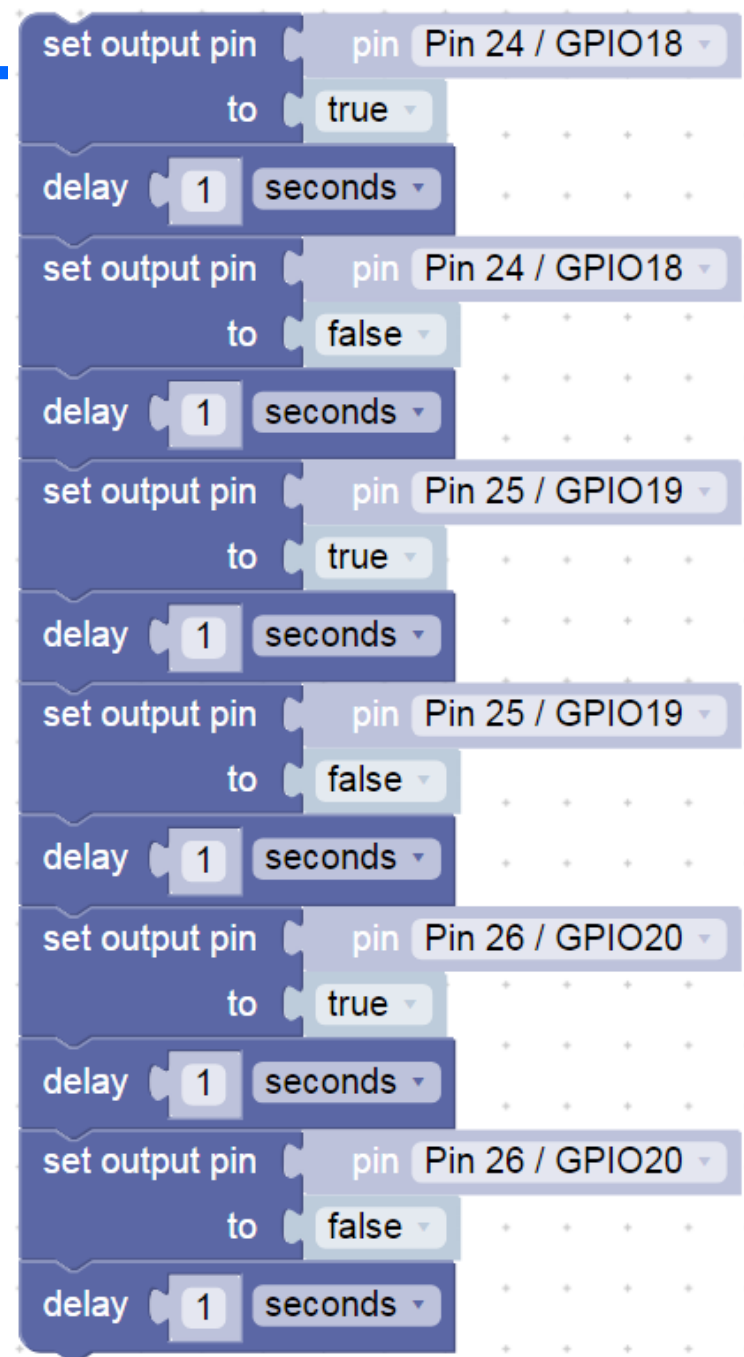 set output pin pin Pin 24 / GPIO18
to true
delay 1 seconds
set output pin pin Pin 24 / GPIO18
to false
delay 1 seconds
set output pin pin Pin 25 / GPIO19
to true
delay 1 seconds
set output pin pin Pin 25 / GPIO19
to false
delay 1 seconds
set output pin pin Pin 26 / GPIO20
to true
delay 1 seconds
set output pin pin Pin 26 / GPIO20
to false
delay 1 seconds